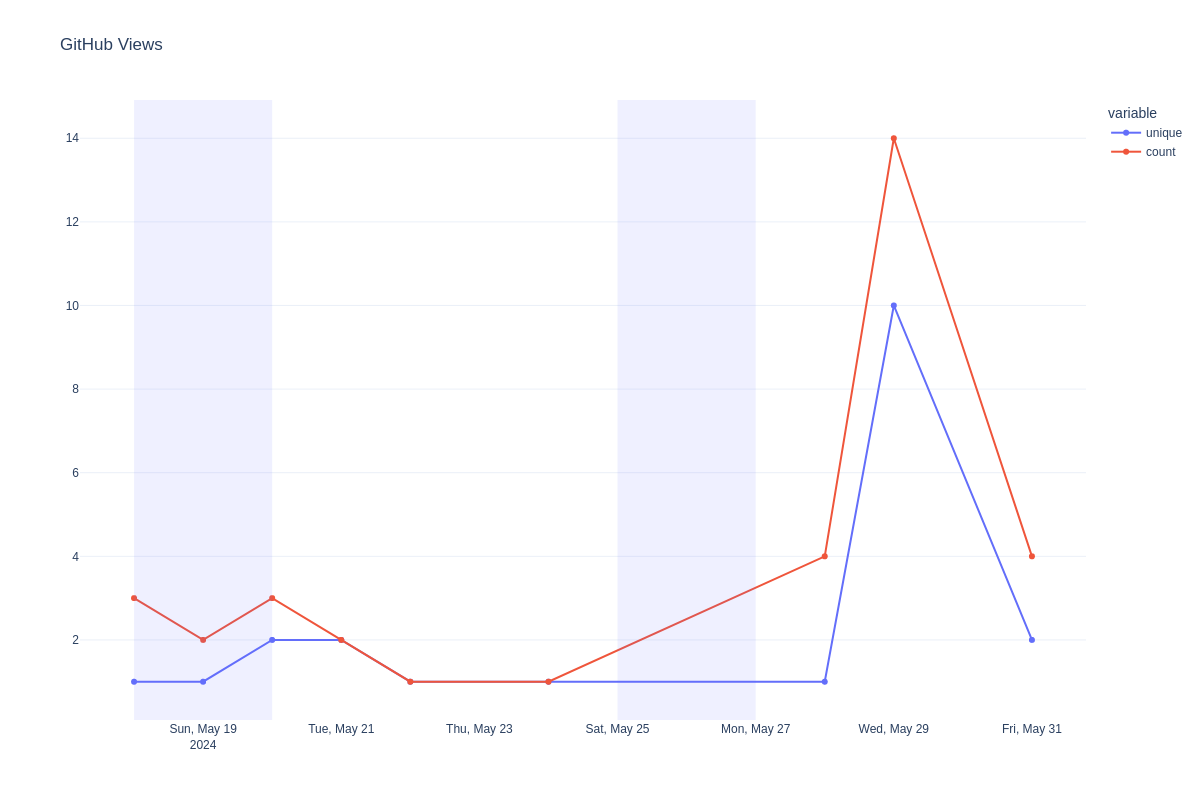 GitHub Views
variable
unique
count
14
12
10
8
6
4
2
Sun, May 19
2024
Tue, May 21
Thu, May 23
Sat, May 25
Mon, May 27
Wed, May 29
Fri, May 31